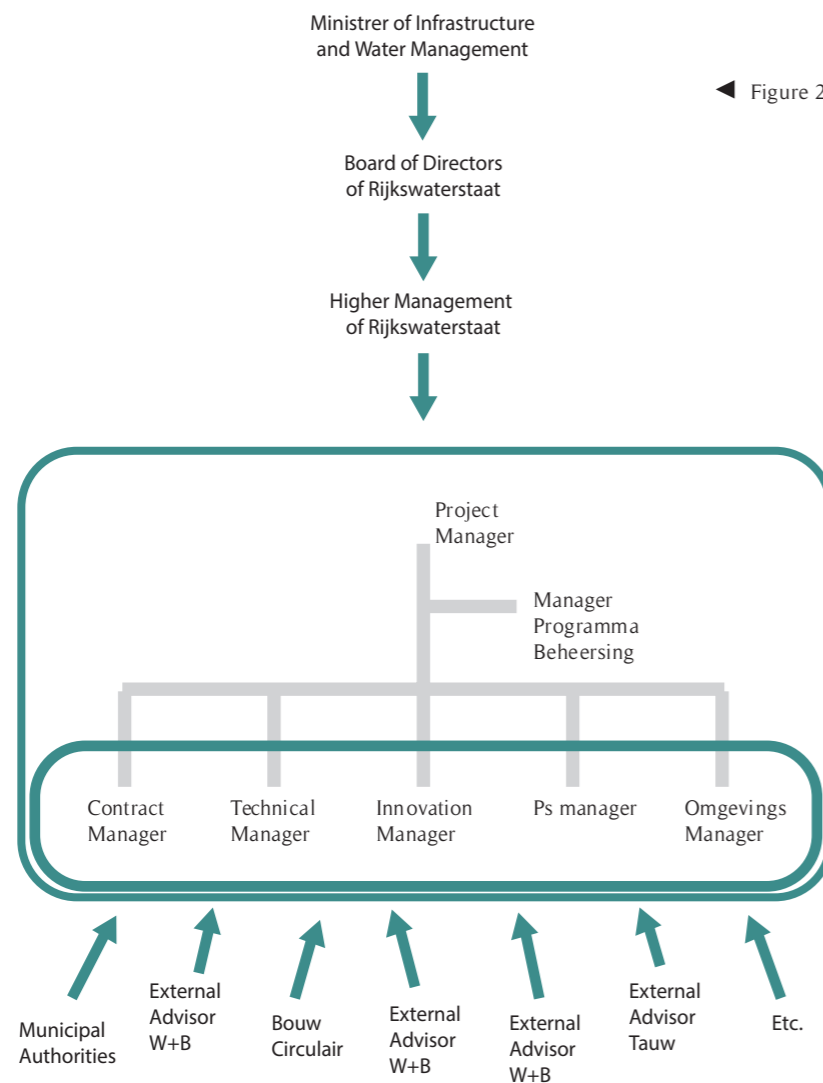 Ministrer of Infrastructure
and Water Management
◄ Figure 2
Board of Directors
of Rijkswaterstaat
Higher Management
of Rijkswaterstaat
Project
Manager
Manager
Programma
Beheersing
Contract
Manager
Technical
Manager
Innovation
Manager
Ps manager
Omgevings
Manager
Municipal
Authorities
External
Advisor
W+B
Bouw
Circulair
External
Advisor
W+B
External
Advisor
W+B
External
Advisor
Tauw
Etc.